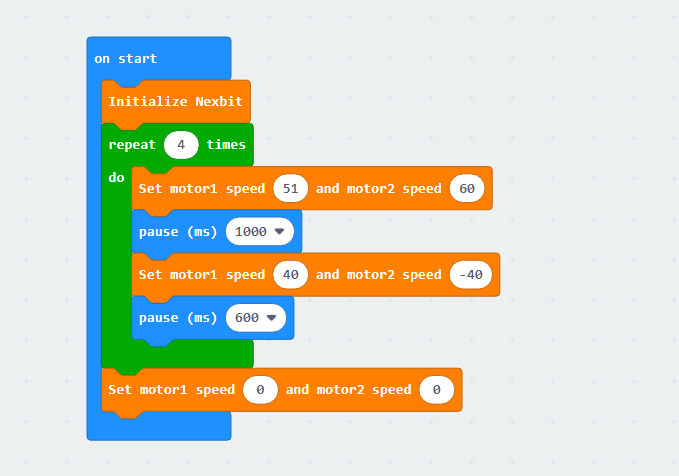 on start
Initialize Nexbit
repeat 4 times
do
Set motor1 speed 51 and motor2 speed 60
pause (ms) 1000
Set motor1 speed 40 and motor2 speed -40
pause (ms) 600
Set motor1 speed 0 and motor2 speed 0